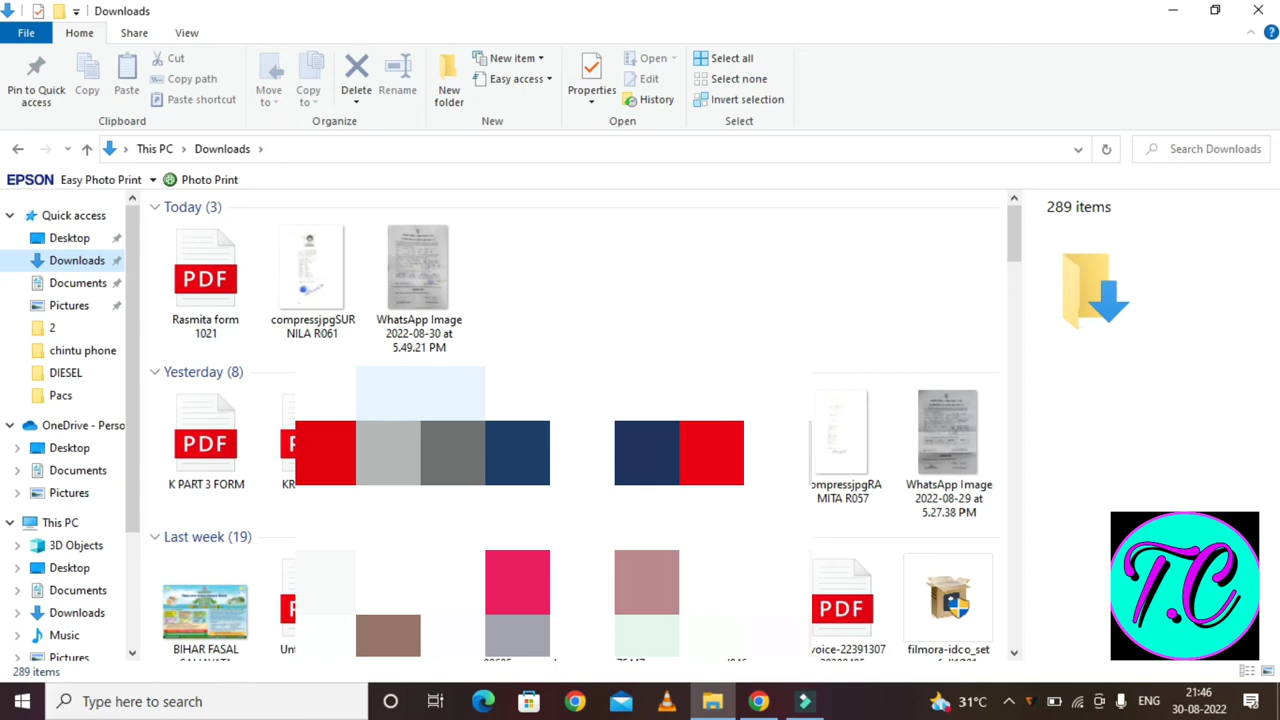 Downloads
File Home Share View
Pin to Quick access
Copy
Paste
Cut
Copy path
Paste shortcut
Clipboard
Move to
Copy to
Delete
Rename
Organize
New folder
New item
Easy access
New
Properties
Open
Edit
History
Open
Select all
Select none
Invert selection
Select
This PC > Downloads >
Search Downloads
EPSON Easy Photo Print Photo Print
Quick access
Desktop
Downloads
Documents
Pictures
2
chintu phone
DIESEL
Pacs
OneDrive - Perso
Desktop
Documents
Pictures
This PC
3D Objects
Desktop
Documents
Downloads
Music
Pictures
Today (3)
PDF
Rasmita form
1021
compressjpgSUR
NILA R061
WhatsApp Image
2022-08-30 at
5.49.21 PM
Yesterday (8)
PDF
K PART 3 FORM
KR
ompressjpgRA
MITA R057
WhatsApp Image
2022-08-29 at
5.27.38 PM
Last week (19)
BIHAR FASAL
SAHAYATA
PDF
voice-22391307
filmora-idco_set
289 items
T.C
289 items
Type here to search
31°C
ENG
21:46
30-08-2022